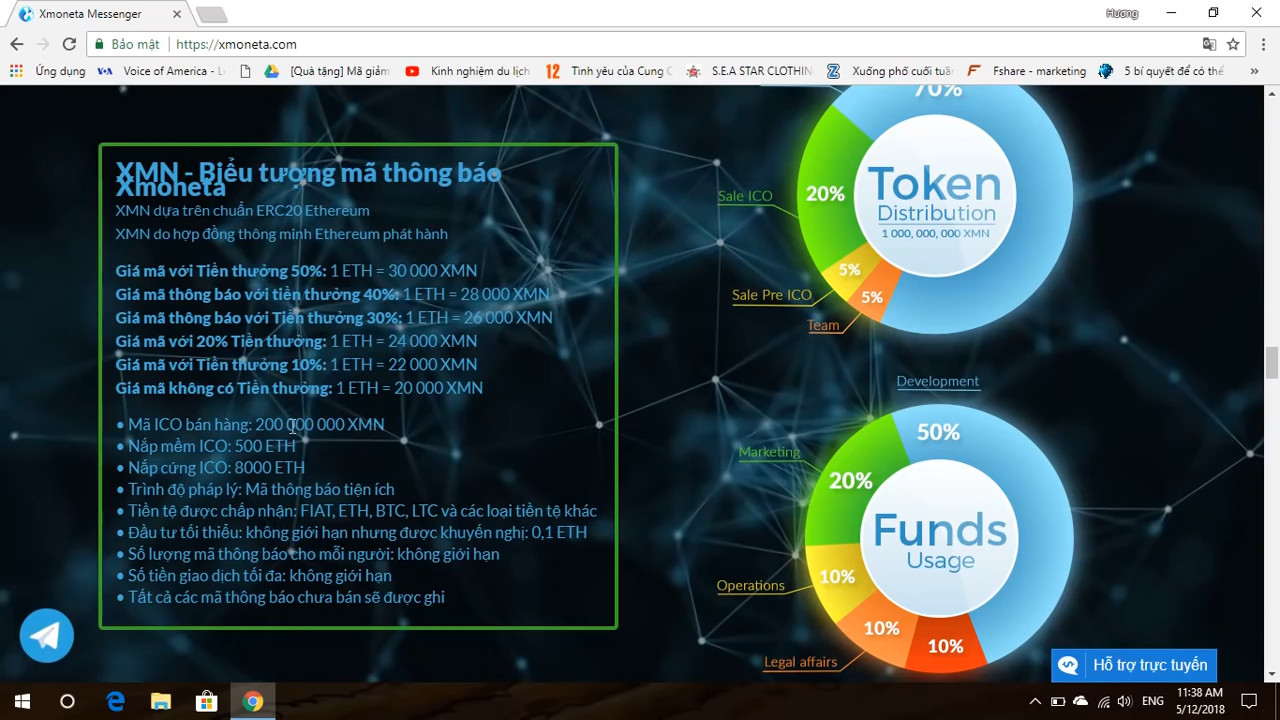 Xmoneta Messenger
Hương
Bảo mật
https://xmoneta.com
Ứng dụng
Voice of America - L
[Quà tặng] Mã giảm
Kinh nghiệm du lịch
Tình yêu của Cung C
S.E.A STAR CLOTHIN
Xuống phố cuối tuần
Fshare - marketing
5 bí quyết để có thể
XMN - Biểu tượng mã thông báo
Xmoneta
XMN dựa trên chuẩn ERC20 Ethereum
XMN do hợp đồng thông minh Ethereum phát hành
Giá mã với Tiền thưởng 50%: 1 ETH = 30 000 XMN
Giá mã thông báo với tiền thưởng 40%: 1 ETH = 28 000 XMN
Giá mã thông báo với Tiền thưởng 30%: 1 ETH = 26 000 XMN
Giá mã với 20% Tiền thưởng: 1 ETH = 24 000 XMN
Giá mã với Tiền thưởng 10%: 1 ETH = 22 000 XMN
Giá mã không có Tiền thưởng: 1 ETH = 20 000 XMN
• Mã ICO bán hàng: 200 000 000 XMN
• Nắp mềm ICO: 500 ETH
• Nắp cứng ICO: 8000 ETH
• Trình độ pháp lý: Mã thông báo tiện ích
• Tiền tệ được chấp nhận: FIAT, ETH, BTC, LTC và các loại tiền tệ khác
• Đầu tư tối thiểu: không giới hạn nhưng được khuyến nghị: 0,1 ETH
• Số lượng mã thông báo cho mỗi người: không giới hạn
• Số tiền giao dịch tối đa: không giới hạn
• Tất cả các mã thông báo chưa bán sẽ được ghi
70%
Token
Distribution
1 000, 000, 000 XMN
Sale ICO
20%
5%
Sale Pre ICO
5%
Team
Development
50%
Marketing
20%
Funds
Usage
Operations
10%
10%
10%
Legal affairs
Hỗ trợ trực tuyến
ENG
11:38 AM
5/12/2018